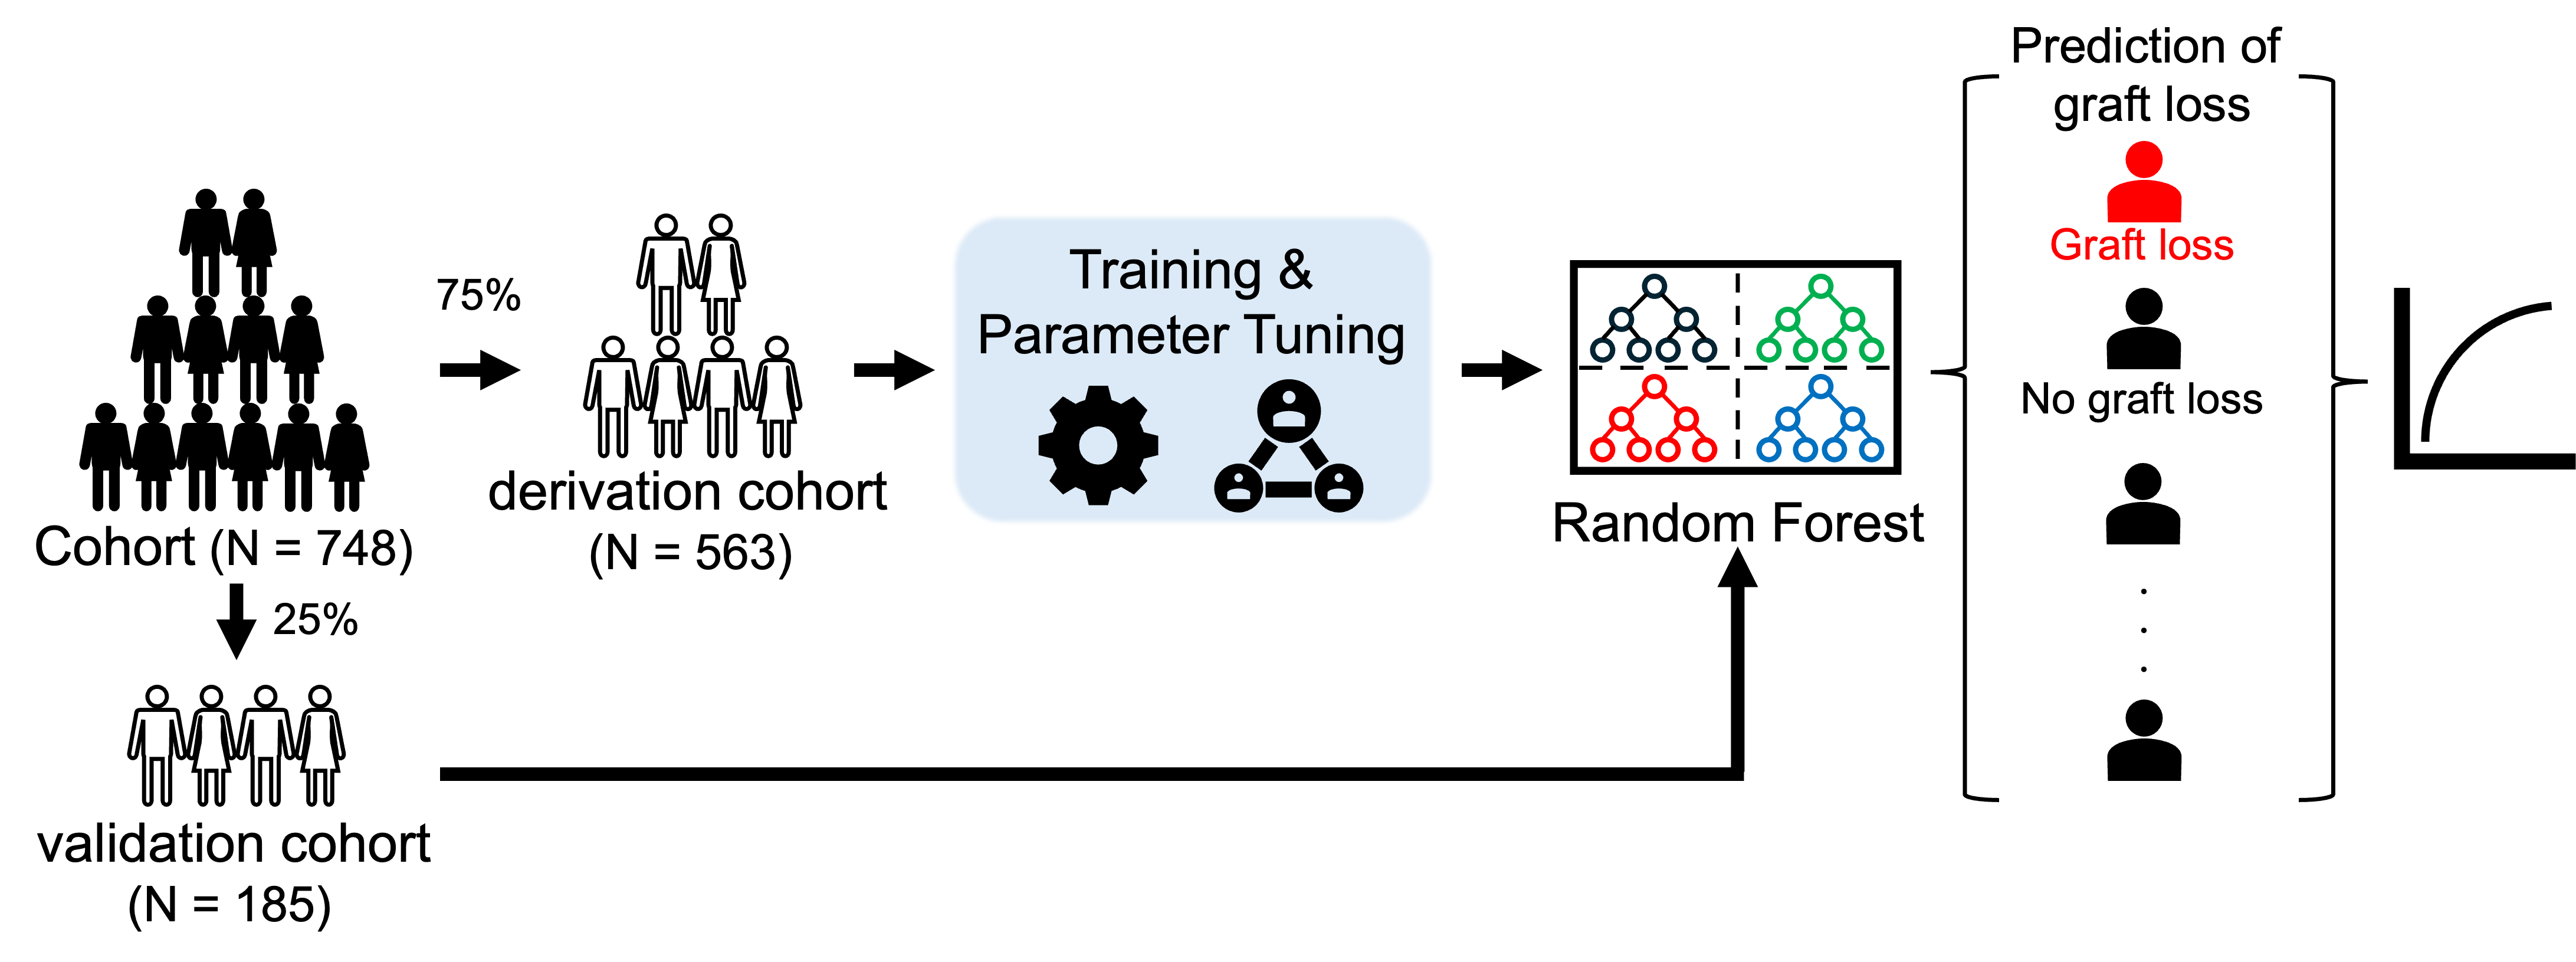 Cohort (N = 748)
75%
25%
derivation cohort
(N = 563)
validation cohort
(N = 185)
Training &
Parameter Tuning
Random Forest
Prediction of
graft loss
Graft loss
No graft loss